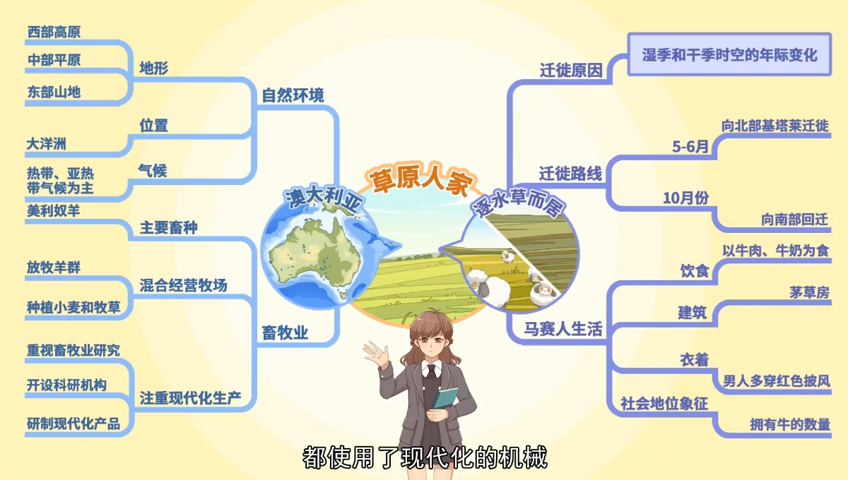 草原人家
澳大利亚
自然环境
地形
西部高原
中部平原
东部山地
位置
大洋洲
气候
热带、亚热
带气候为主
畜牧业
主要畜种
美利奴羊
混合经营牧场
放牧羊群
种植小麦和牧草
注重现代化生产
重视畜牧业研究
开设科研机构
研制现代化产品
逐水草而居
迁徙原因
湿季和干季时空的年际变化
迁徙路线
5-6月
向北部基塔莱迁徙
10月份
向南部回迁
马赛人生活
饮食
以牛肉、牛奶为食
建筑
茅草房
衣着
男人多穿红色披风
社会地位象征
拥有牛的数量
都使用了现代化的机械